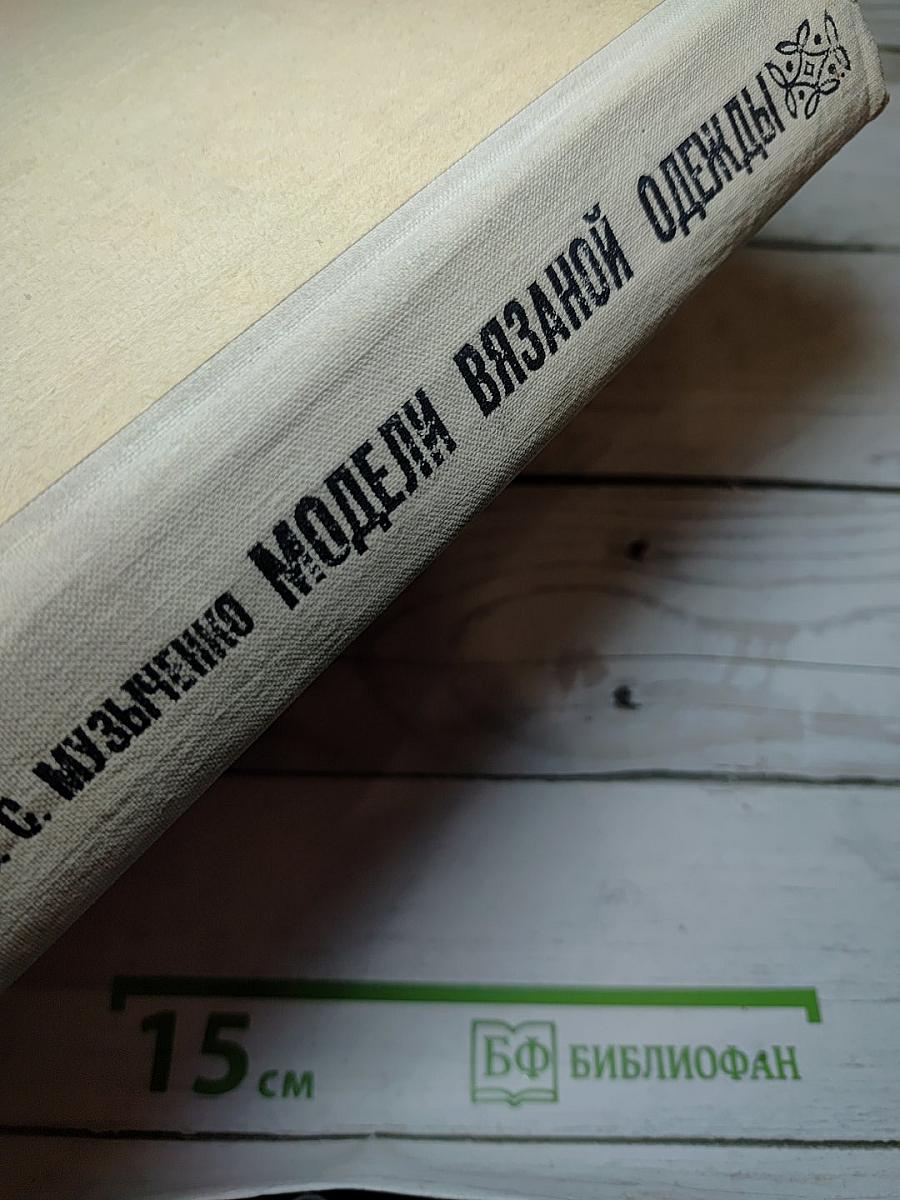 С. МУЗЫЧЕНКО МОДЕЛИ ВЯЗАНОЙ ОДЕЖДЫ
15 см
БФ БИБЛИОФАН